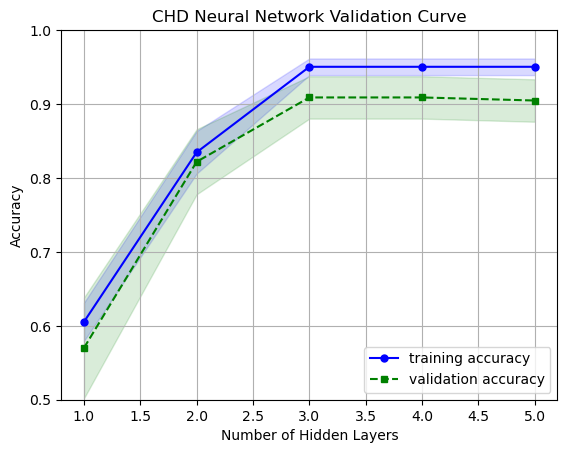 CHD Neural Network Validation Curve
1.0
0.9
0.8
0.7
0.6
0.5
Accuracy
training accuracy
validation accuracy
1.0 1.5 2.0 2.5 3.0 3.5 4.0 4.5 5.0
Number of Hidden Layers